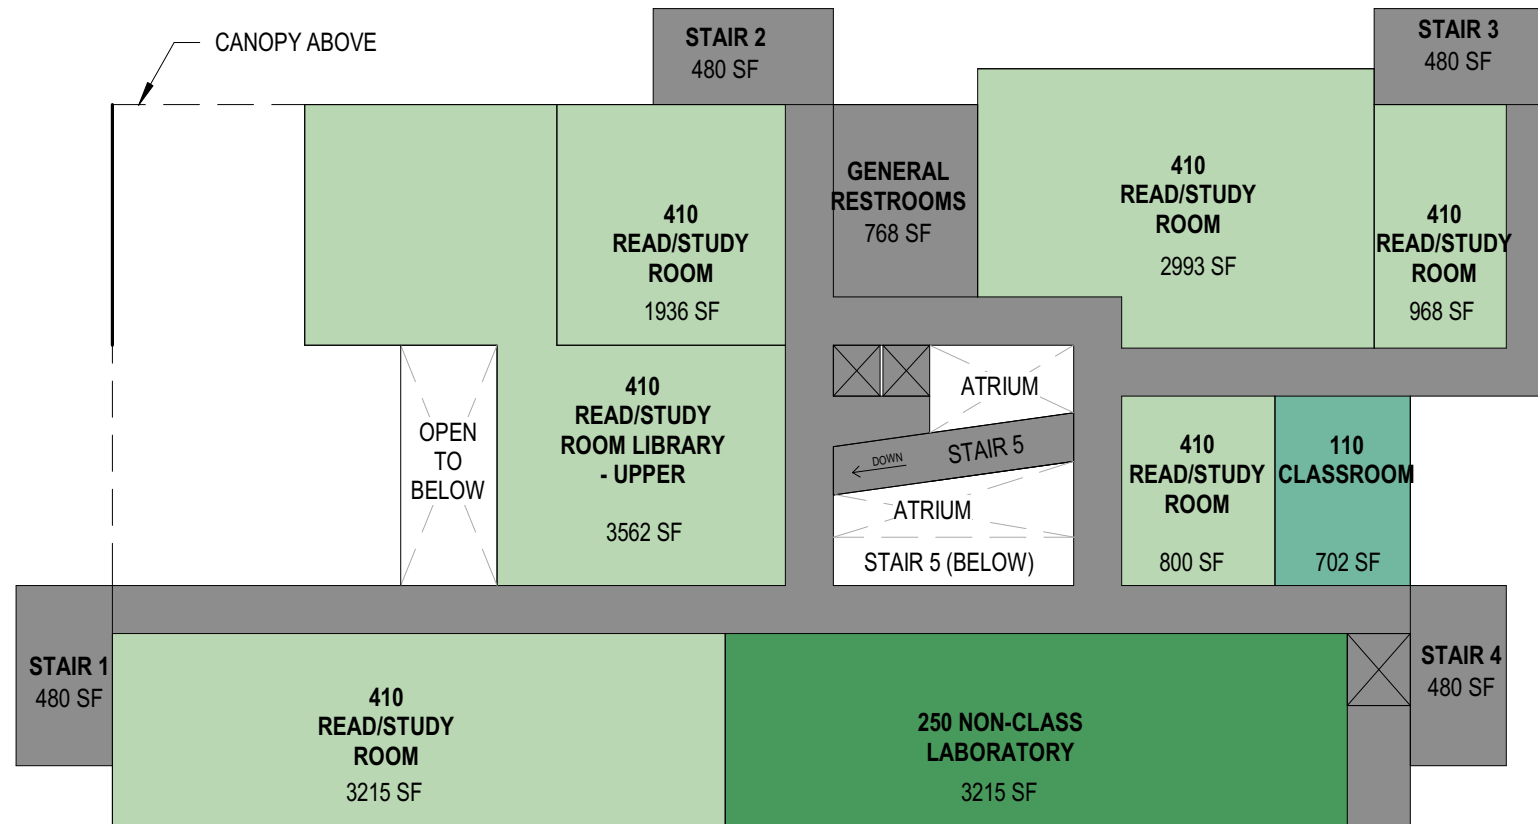 CANOPY ABOVE
STAIR 2
480 SF
STAIR 3
480 SF
GENERAL
RESTROOMS
768 SF
410
READ/STUDY
ROOM
1936 SF
410
READ/STUDY
ROOM
2993 SF
410
READ/STUDY
ROOM
968 SF
OPEN
TO
BELOW
410
READ/STUDY
ROOM LIBRARY
- UPPER
3562 SF
ATRIUM
STAIR 5
DOWN
ATRIUM
STAIR 5 (BELOW)
410
READ/STUDY
ROOM
800 SF
110
CLASSROOM
702 SF
STAIR 1
480 SF
410
READ/STUDY
ROOM
3215 SF
250 NON-CLASS
LABORATORY
3215 SF
STAIR 4
480 SF